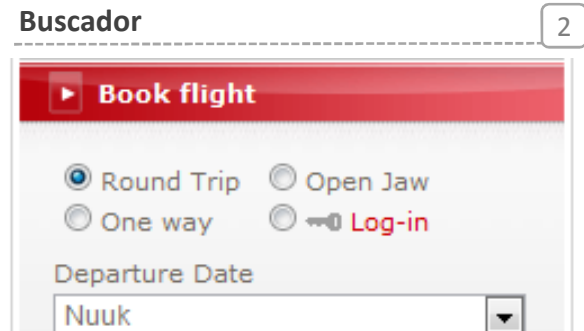 Buscador 2
Book flight
Round Trip Open Jaw
One way Log-in
Departure Date
Nuuk